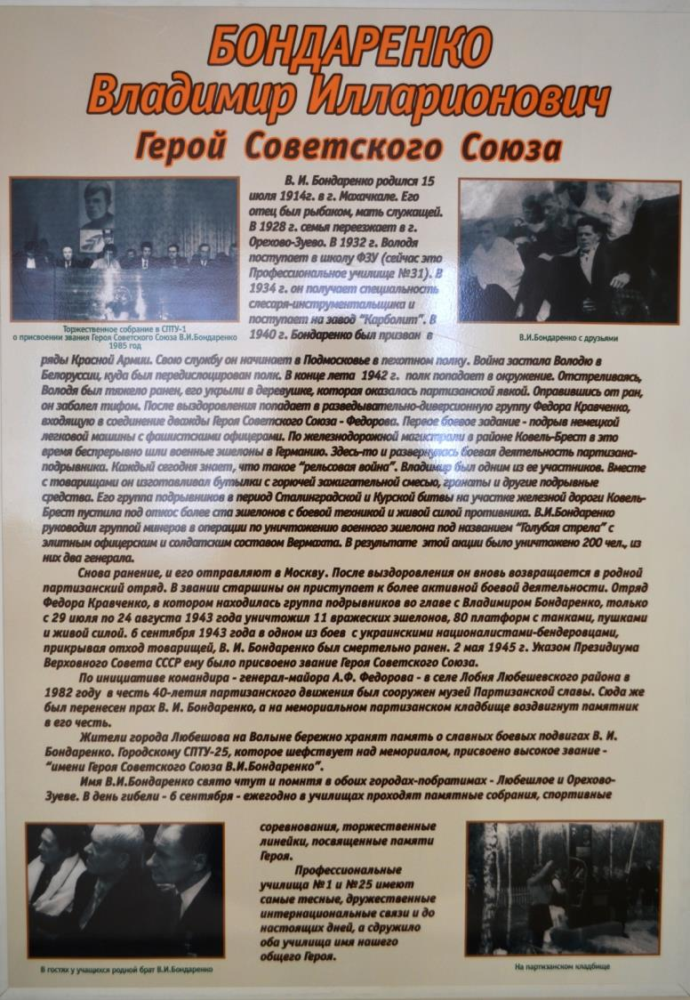 БОНДАРЕНКО
Владимир Илларионович
Герой Советского Союза
Торжественное собрание в СПТУ-1
о присвоении звания Героя Советского Союза В.И.Бондаренко
1985 год
В. И. Бондаренко родился 15
июля 1914г. в г. Махачкале. Его
отец был рыбаком, мать служащей.
В 1928 г. семья переезжает в г.
Орехово-Зуево. В 1932 г. Володя
поступает в школу ФЗУ (сейчас это
Профессиональное училище №31). В
1934 г. он получает специальность
слесаря-инструментальщика и
поступает на завод "Карболит". В
1940 г. Бондаренко был призван в
В.И.Бондаренко с друзьями
ряды Красной Армии. Свою службу он начинает в Подмосковье в пехотном полку. Война застала Володю в
Белоруссии, куда был передислоцирован полк. В конце лета 1942 г. полк попадает в окружение. Отстреливаясь,
Володя был тяжело ранен, его укрыли в деревушке, которая оказалась партизанской явкой. Оправившись от ран,
он заболел тифом. После выздоровления попадает в разведывательно-диверсионную группу Федора Кравченко,
входящую в соединение дважды Героя Советского Союза - Федорова. Первое боевое задание - подрыв немецкой
легковой машины с фашистскими офицерами. По железнодорожной магистрали в районе Ковель-Брест в это
время беспрерывно шли военные эшелоны в Германию. Здесь-то и развернулась боевая деятельность партизана-
подрывника. Каждый сегодня знает, что такое "рельсовая война". Владимир был одним из ее участников. Вместе
с товарищами он изготавливал бутылки с горючей зажигательной смесью, гранаты и другие подрывные
средства. Его группа подрывников в период Сталинградской и Курской битвы на участке железной дороги Ковель-
Брест пустила под откос более ста эшелонов с боевой техникой и живой силой противника. В.И.Бондаренко
руководил группой минеров в операции по уничтожению военного эшелона под названием "Голубая стрела" с
элитным офицерским и солдатским составом Вермахта. В результате этой акции было уничтожено 200 чел., из
них два генерала.
Снова ранение, и его отправляют в Москву. После выздоровления он вновь возвращается в родной
партизанский отряд. В звании старшины он приступает к более активной боевой деятельности. Отряд
Федора Кравченко, в котором находилась группа подрывников во главе с Владимиром Бондаренко, только
с 29 июля по 24 августа 1943 года уничтожил 11 вражеских эшелонов, 80 платформ с танками, пушками
и живой силой. 6 сентября 1943 года в одном из боев с украинскими националистами-бендеровцами,
прикрывая отход товарищей, В. И. Бондаренко был смертельно ранен. 2 мая 1945 г. Указом Президиума
Верховного Совета СССР ему было присвоено звание Героя Советского Союза.
По инициативе командира - генерал-майора А.Ф. Федорова - в селе Лобня Любешевского района в
1982 году в честь 40-летия партизанского движения был сооружен музей Партизанской славы. Сюда же
был перенесен прах В. И. Бондаренко, а на мемориальном партизанском кладбище воздвигнут памятник
в его честь.
Жители города Любешова на Волыне бережно хранят память о славных боевых подвигах В. И.
Бондаренко. Городскому СПТУ-25, которое шефствует над мемориалом, присвоено высокое звание -
"имени Героя Советского Союза В.И.Бондаренко".
Имя В.И.Бондаренко свято чтут и помнтя в обоих городах-побратимах - Любешлое и Орехово-
Зуеве. В день гибели - 6 сентября - ежегодно в училищах проходят памятные собрания, спортивные
соревнования, торжественные
линейки, посвященные памяти
Героя.
Профессиональные
училища №1 и №25 имеют
самые тесные, дружественные
интернациональные связи и до
настоящих дней, а сдружило
оба училища имя нашего
общего Героя.
В гостях у учащихся родной брат В.И.Бондаренко
На партизанском кладбище